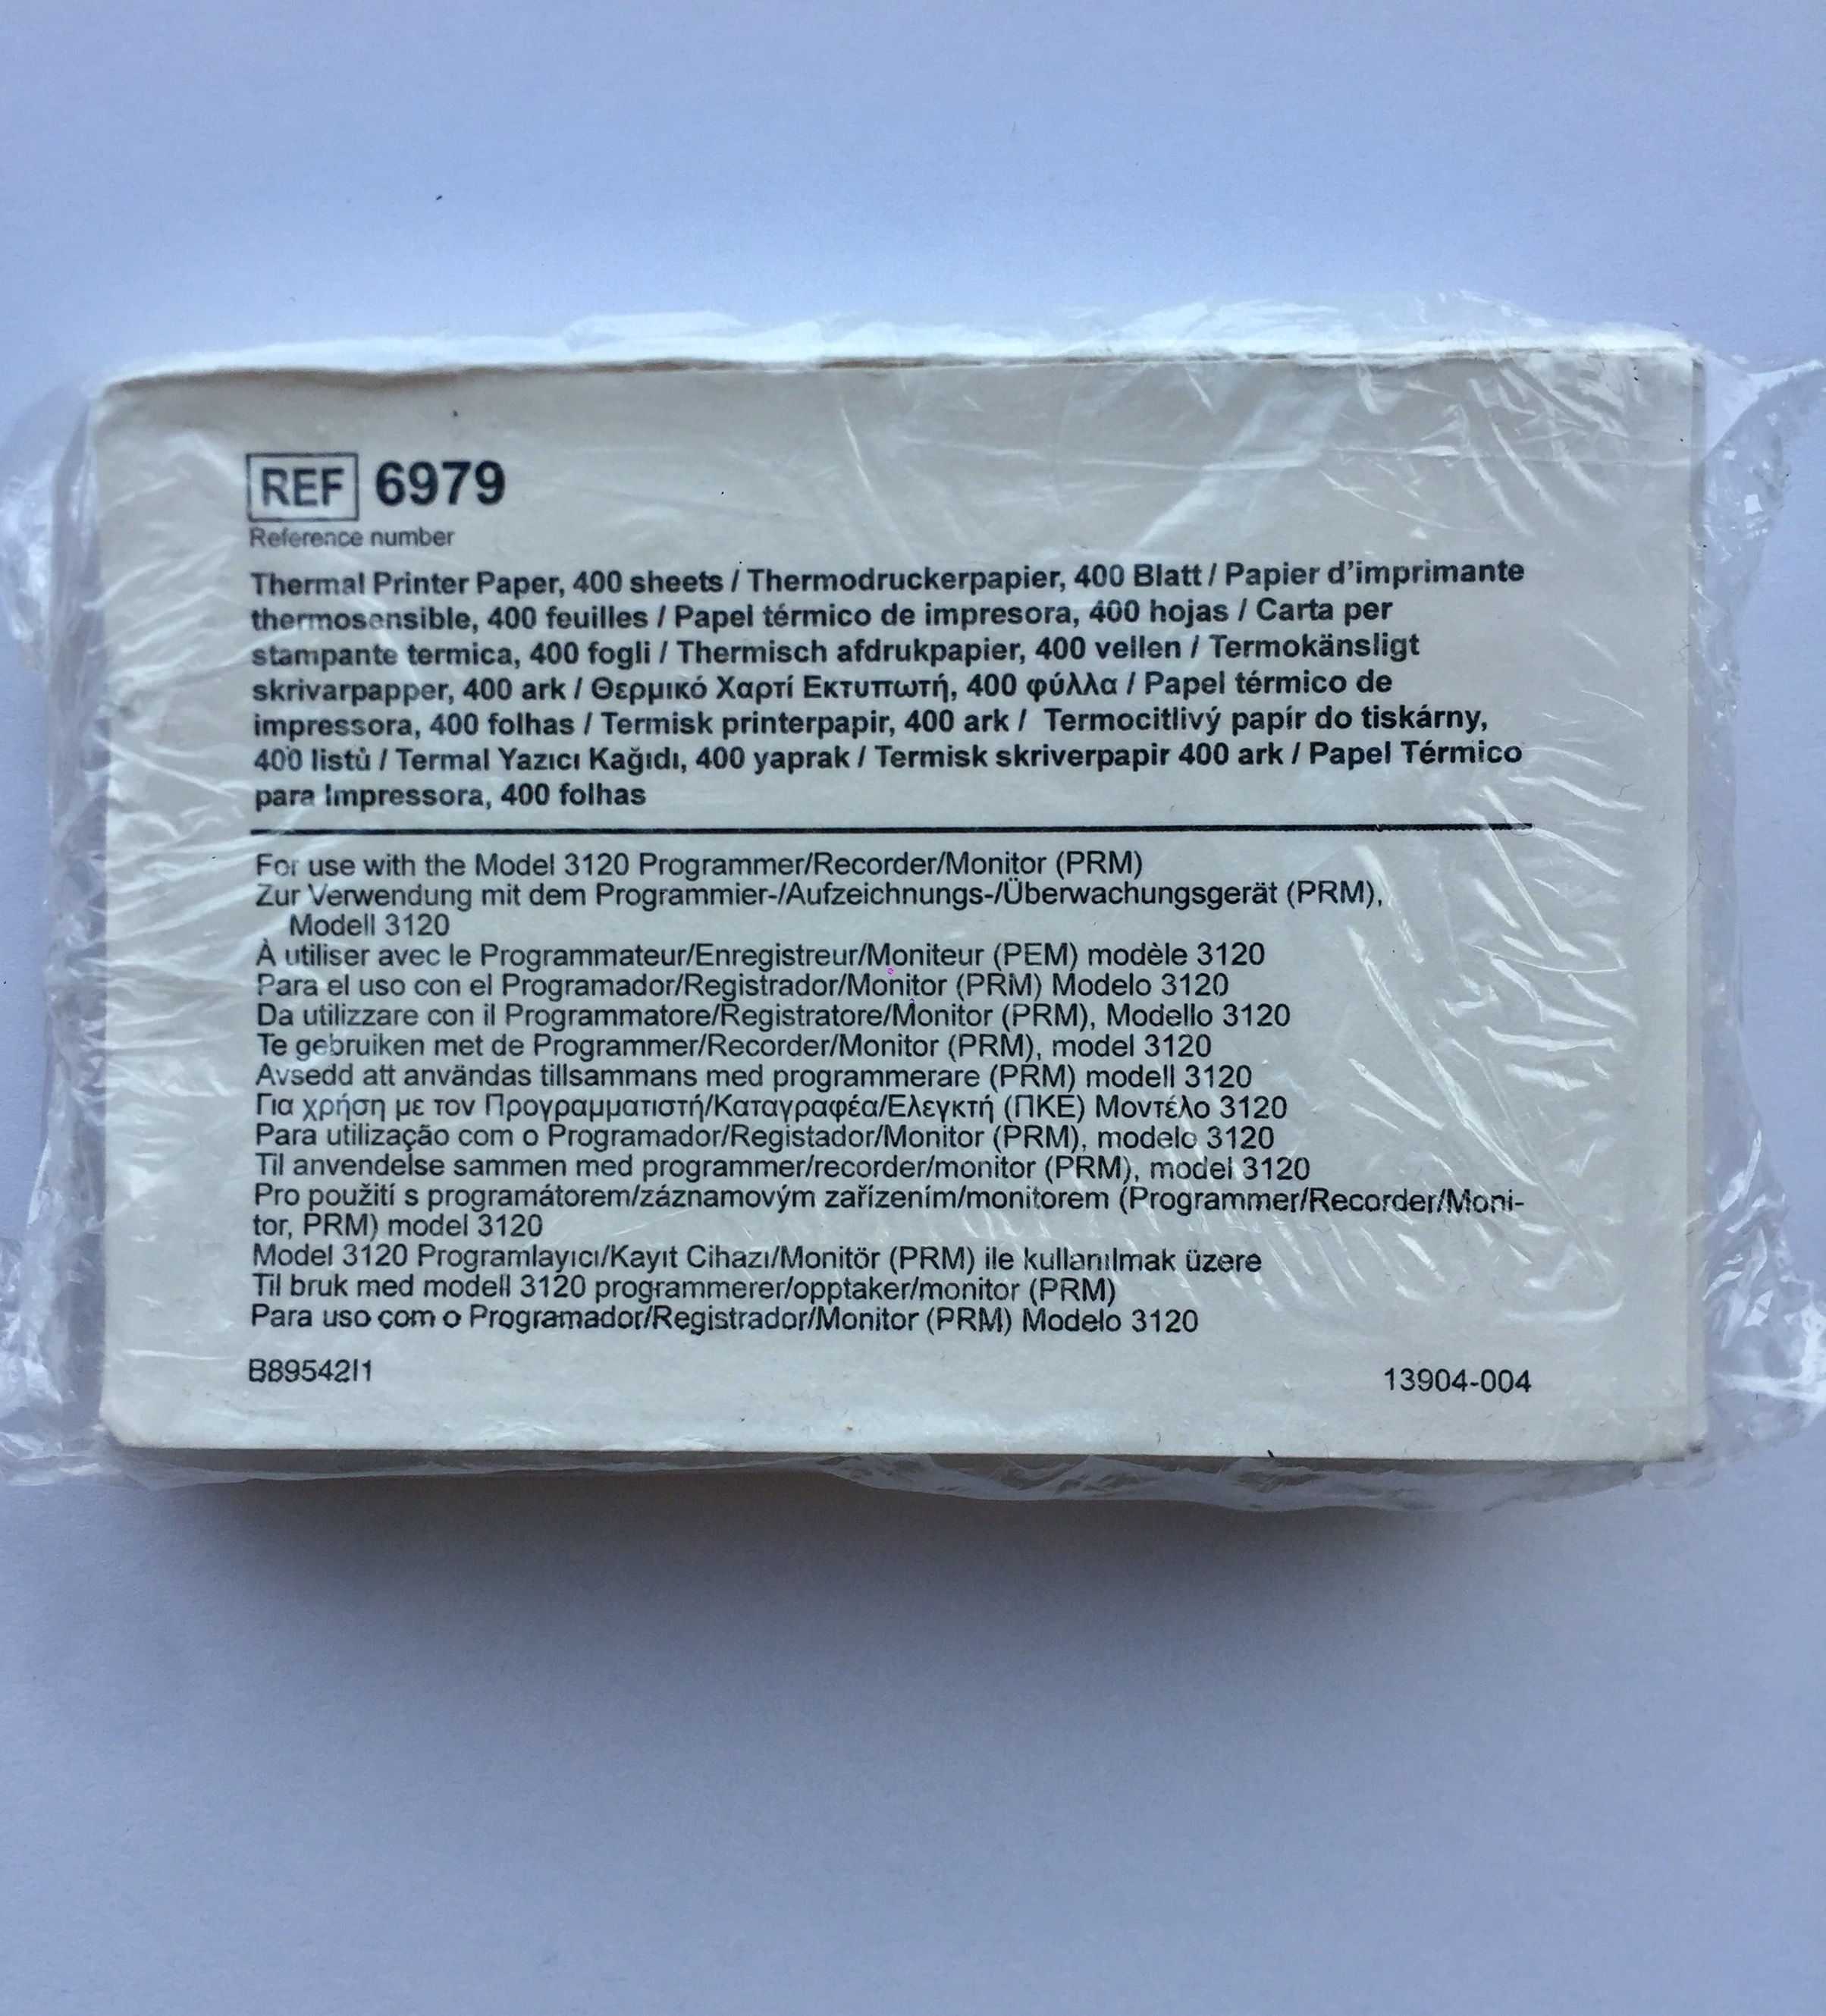 REF 6979
Reference number
Thermal Printer Paper, 400 sheets / Thermodruckerpapier, 400 Blatt / Papier d'imprimante
thermosensible, 400 feuilles / Papel térmico de impresora, 400 hojas / Carta per
stampante termica, 400 fogli / Thermisch afdrukpapier, 400 vellen / Termokänsligt
skrivarpapper, 400 ark / Θερμικό Χαρτί Εκτυπωτή, 400 φύλλα / Papel térmico de
impressora, 400 folhas / Termisk printerpapir, 400 ark / Termocitlivý papír do tiskárny,
400 listů / Termal Yazıcı Kağıdı, 400 yaprak / Termisk skriverpapir 400 ark / Papel Térmico
para Impressora, 400 folhas
For use with the Model 3120 Programmer/Recorder/Monitor (PRM)
Zur Verwendung mit dem Programmier-/Aufzeichnungs-/Überwachungsgerät (PRM),
Modell 3120
À utiliser avec le Programmateur/Enregistreur/Moniteur (PEM) modèle 3120
Para el uso con el Programador/Registrador/Monitor (PRM) Modelo 3120
Da utilizzare con il Programmatore/Registratore/Monitor (PRM), Modello 3120
Te gebruiken met de Programmer/Recorder/Monitor (PRM), model 3120
Avsedd att användas tillsammans med programmerare (PRM) modell 3120
Για χρήση με τον Προγραμματιστή/Καταγραφέα/Ελεγκτή (ΠΚΕ) Μοντέλο 3120
Para utilização com o Programador/Registador/Monitor (PRM), modelo 3120
Til anvendelse sammen med programmer/recorder/monitor (PRM), model 3120
Pro použití s programátorem/záznamovým zařízením/monitorem (Programmer/Recorder/Moni-
tor, PRM) model 3120
Model 3120 Programlayıcı/Kayıt Cihazı/Monitör (PRM) ile kullanılmak üzere
Til bruk med modell 3120 programmerer/opptaker/monitor (PRM)
Para uso com o Programador/Registrador/Monitor (PRM) Modelo 3120
B89542I1
13904-004